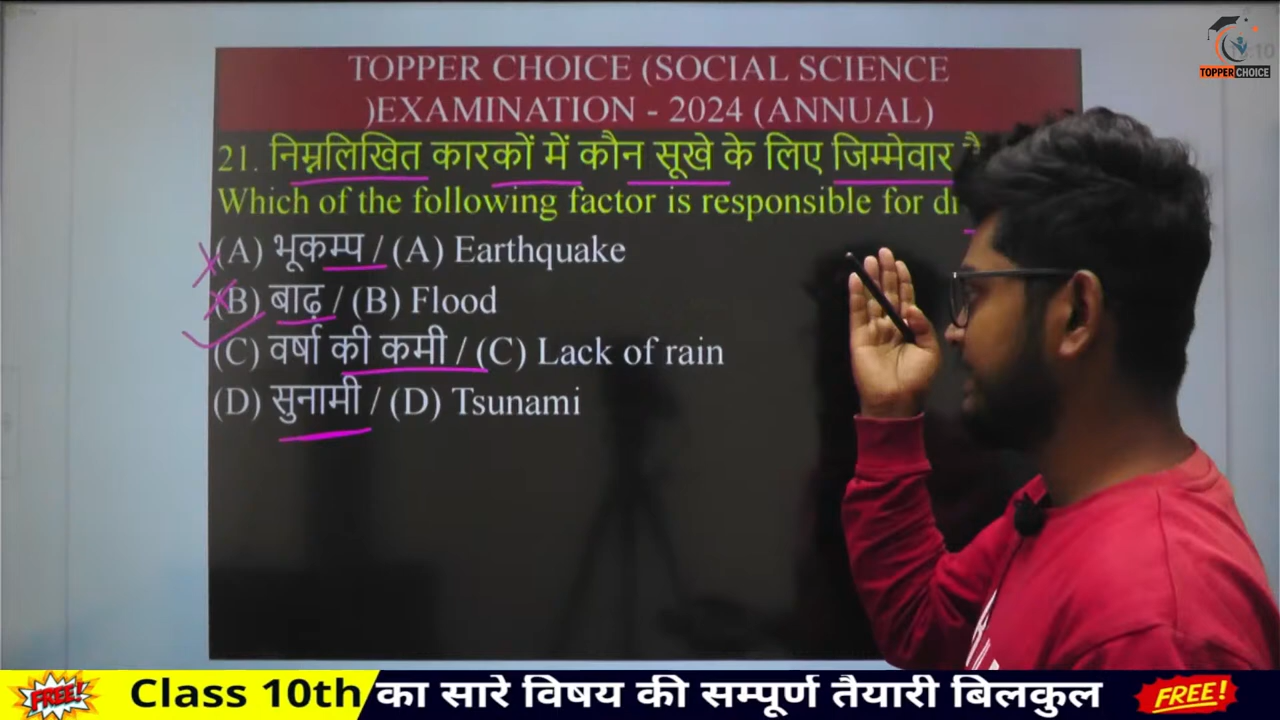 TOPPER CHOICE
TOPPER CHOICE (SOCIAL SCIENCE
)EXAMINATION - 2024 (ANNUAL)
21. निम्नलिखित कारकों में कौन सूखे के लिए जिम्मेवार
Which of the following factor is responsible for
(A) भूकम्प / (A) Earthquake
(B) बाढ़ / (B) Flood
(C) वर्षा की कमी / (C) Lack of rain
(D) सुनामी / (D) Tsunami
FREE! Class 10th का सारे विषय की सम्पूर्ण तैयारी बिलकुल FREE!